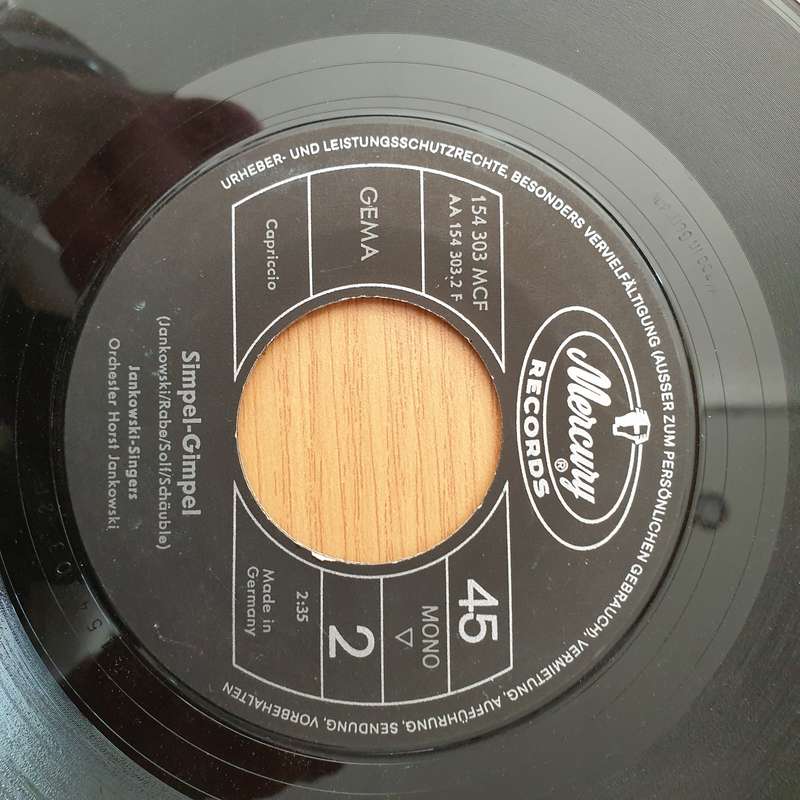 URHEBER- UND LEISTUNGSSCHUTZRECHTE, BESONDERS VERVIELFÄLTIGUNG (AUSSER ZUM PERSÖNLICHEN GEBRAUCH), VERMIETUNG, AUFFÜHRUNG, SENDUNG, VORBEHALTEN
Mercury®
RECORDS
154 303 MCF
AA 154 303.2 F
GEMA
Capriccio
45
MONO
▽
2
2:35
Made in
Germany
Simpel-Gimpel
(Jankowski/Rabe/Solf/Schäuble)
Jankowski-Singers
Orchester Horst Jankowski